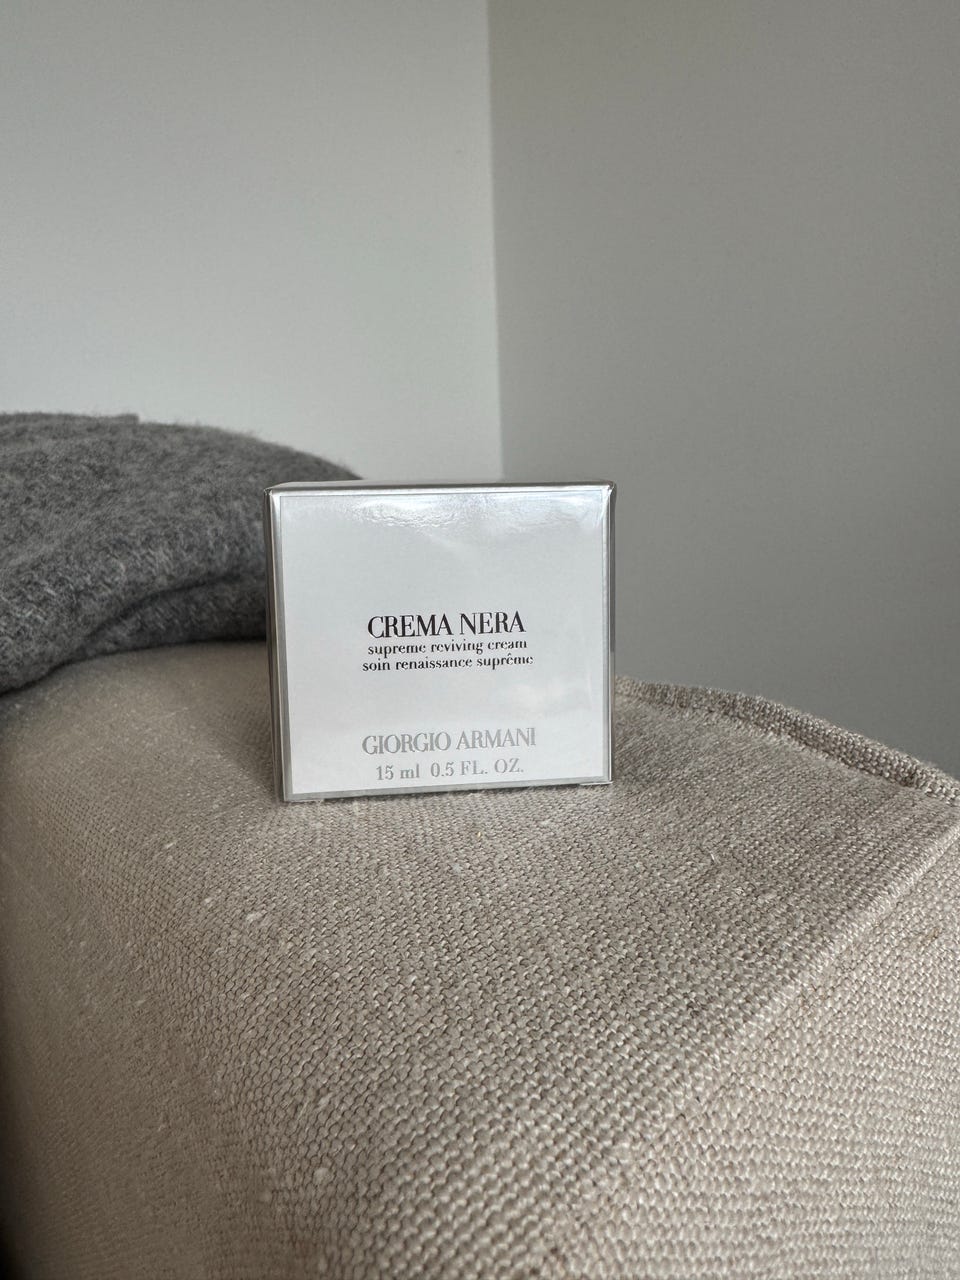 CREMA NERA
supreme reviving cream
soin renaissance suprême
GIORGIO ARMANI
15 ml 0.5 FL. OZ.